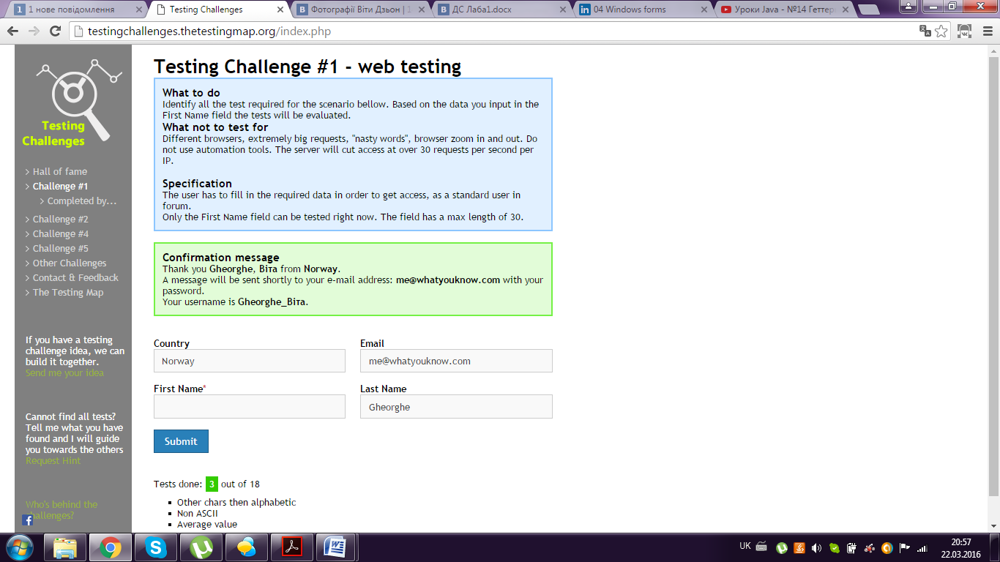 1 нове повідомлення
Testing Challenges
Фотографії Віти Дзьон | 1
ДС Лаба1.docx
04 Windows forms
Уроки Java - №14 Геттер
testingchallenges.thetestingmap.org/index.php
Testing
Challenges
Hall of fame
Challenge #1
Completed by...
Challenge #2
Challenge #4
Challenge #5
Other Challenges
Contact & Feedback
The Testing Map
If you have a testing
challenge idea, we can
build it together.
Send me your idea
Cannot find all tests?
Tell me what you have
found and I will guide
you towards the others
Request Hint
Who's behind the
challenges?
Testing Challenge #1 - web testing
What to do
Identify all the test required for the scenario bellow. Based on the data you input in the
First Name field the tests will be evaluated.
What not to test for
Different browsers, extremely big requests, "nasty words", browser zoom in and out. Do
not use automation tools. The server will cut access at over 30 requests per second per
IP.
Specification
The user has to fill in the required data in order to get access, as a standard user in
forum.
Only the First Name field can be tested right now. The field has a max length of 30.
Confirmation message
Thank you Gheorghe, Віта from Norway.
A message will be sent shortly to your e-mail address: me@whatyouknow.com with your
password.
Your username is Gheorghe_Віта.
Country
Email
Norway
me@whatyouknow.com
First Name*
Last Name
Gheorghe
Submit
Tests done: 3 out of 18
Other chars then alphabetic
Non ASCII
Average value
UK
20:57
22.03.2016